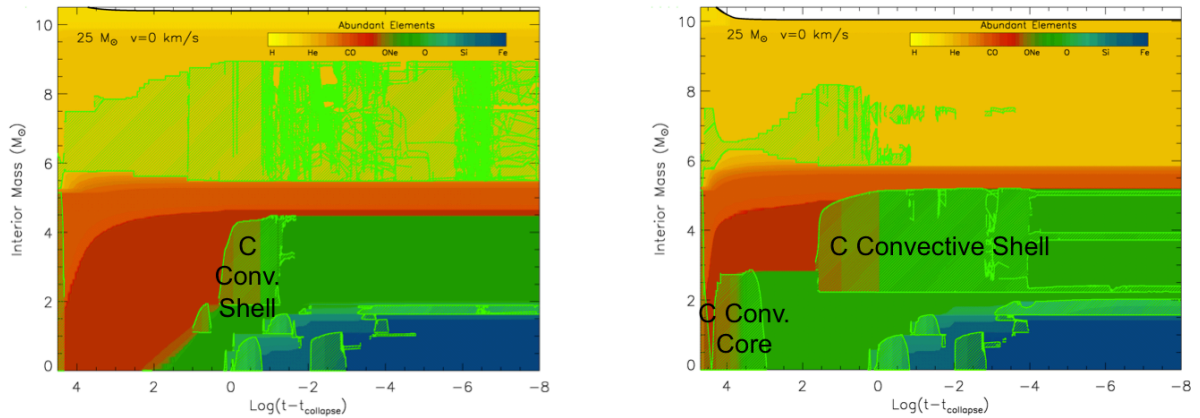 Abundant Elements
25 M☉ v=0 km/s
H He CO ONe O Si Fe
10
8
6
4
2
0
Interior Mass (M☉)
C
Conv.
Shell
4 2 0 -2 -4 -6 -8
Log(t-tcollapse)
Abundant Elements
25 M☉ v=0 km/s
H He CO ONe O Si Fe
10
8
6
4
2
0
Interior Mass (M☉)
C Convective Shell
C Conv.
Core
4 2 0 -2 -4 -6 -8
Log(t-tcollapse)